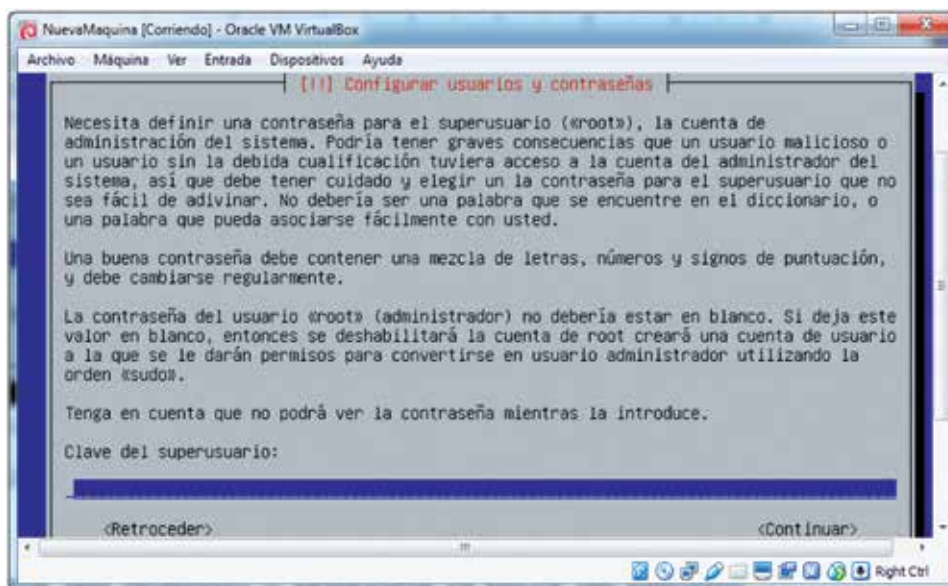 NuevaMaquina [Corriendo] - Oracle VM VirtualBox
Archivo Máquina Ver Entrada Dispositivos Ayuda
[!!] Configurar usuarios y contraseñas
Necesita definir una contraseña para el superusuario («root»), la cuenta de
administración del sistema. Podría tener graves consecuencias que un usuario malicioso o
un usuario sin la debida cualificación tuviera acceso a la cuenta del administrador del
sistema, así que debe tener cuidado y elegir un la contraseña para el superusuario que no
sea fácil de adivinar. No debería ser una palabra que se encuentre en el diccionario, o
una palabra que pueda asociarse fácilmente con usted.
Una buena contraseña debe contener una mezcla de letras, números y signos de puntuación,
y debe cambiarse regularmente.
La contraseña del usuario «root» (administrador) no debería estar en blanco. Si deja este
valor en blanco, entonces se deshabilitará la cuenta de root creará una cuenta de usuario
a la que se le darán permisos para convertirse en usuario administrador utilizando la
orden «sudo».
Tenga en cuenta que no podrá ver la contraseña mientras la introduce.
Clave del superusuario:
<Retroceder> <Continuar>
Right Ctrl